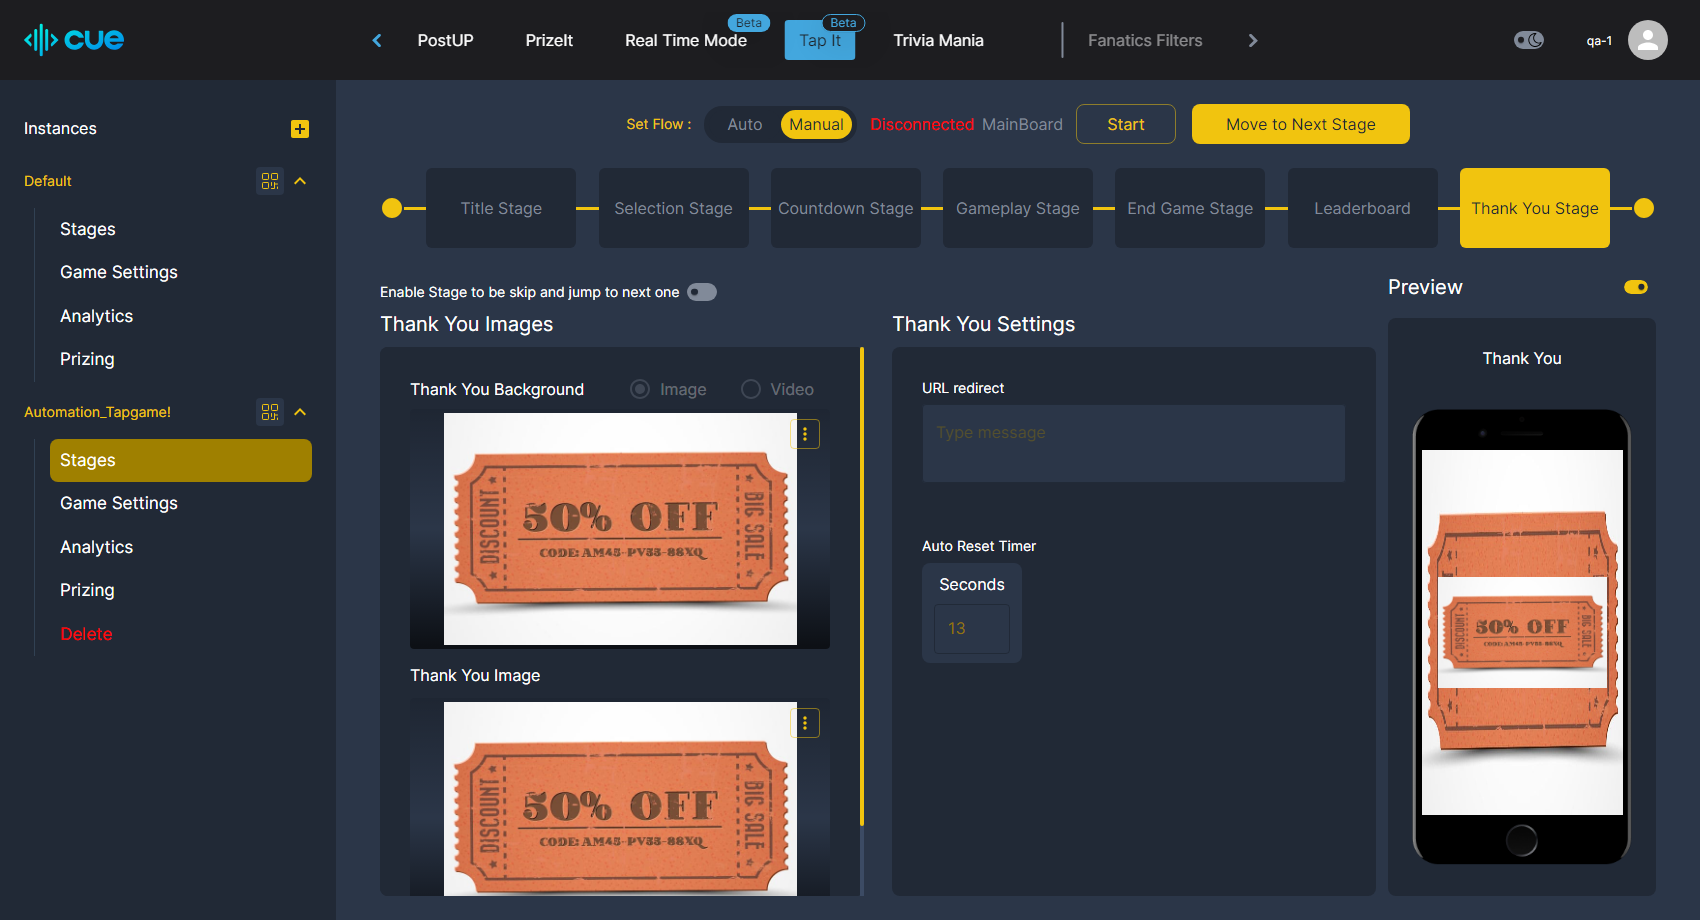 cue
PostUP
PrizeIt
Real Time Mode
Beta
Tap It
Beta
Trivia Mania
Fanatics Filters
qa-1
Instances
Default
Stages
Game Settings
Analytics
Prizing
Automation_Tapgame!
Stages
Game Settings
Analytics
Prizing
Delete
Set Flow :
Auto
Manual
Disconnected MainBoard
Start
Move to Next Stage
Title Stage
Selection Stage
Countdown Stage
Gameplay Stage
End Game Stage
Leaderboard
Thank You Stage
Enable Stage to be skip and jump to next one
Thank You Images
Thank You Background
Image
Video
DISCOUNT
50% OFF
CODE: AM45-PV33-88XQ
BIG SALE
Thank You Image
DISCOUNT
50% OFF
CODE: AM45-PV33-88XQ
BIG SALE
Thank You Settings
URL redirect
Type message
Auto Reset Timer
Seconds
13
Preview
Thank You
DISCOUNT
50% OFF
CODE: AM45-PV33-88XQ
BIG SALE